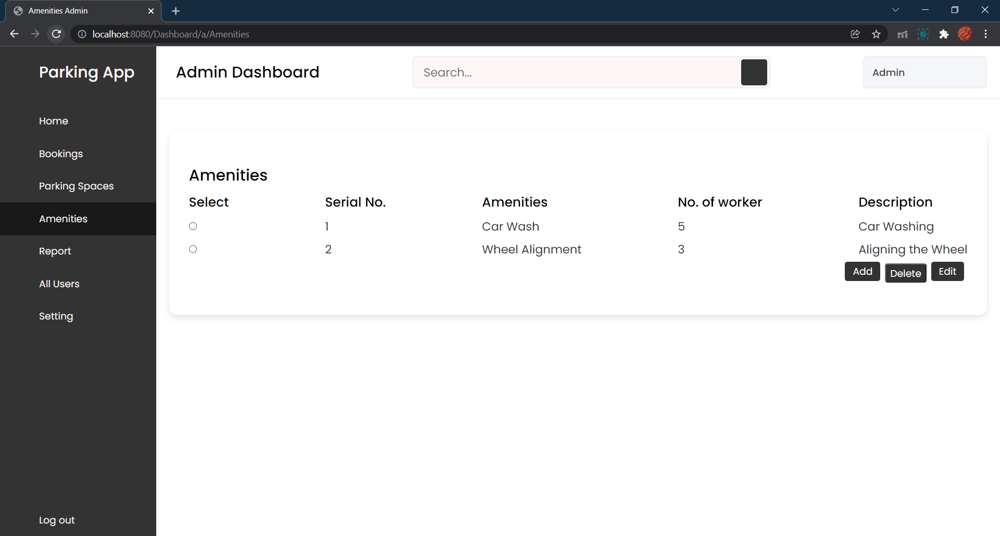 Amenities Admin
localhost:8080/Dashboard/a/Amenities
Parking App
Admin Dashboard
Search...
Admin
Home
Bookings
Parking Spaces
Amenities
Report
All Users
Setting
Log out
Amenities
Select Serial No. Amenities No. of worker Description
1 Car Wash 5 Car Washing
2 Wheel Alignment 3 Aligning the Wheel
Add Delete Edit